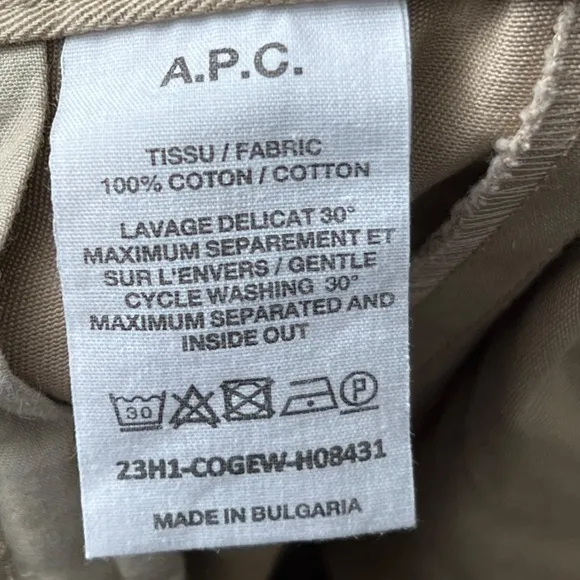 A.P.C.
TISSU / FABRIC
100% COTON / COTTON
LAVAGE DELICAT 30°
MAXIMUM SEPAREMENT ET
SUR L'ENVERS / GENTLE
CYCLE WASHING 30°
MAXIMUM SEPARATED AND
INSIDE OUT
30 P
23H1-COGEW-H08431
MADE IN BULGARIA